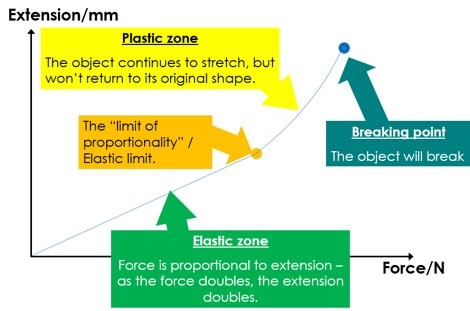 Extension/mm
Plastic zone
The object continues to stretch, but
won't return to its original shape.
The “limit of
proportionality” /
Elastic limit.
Breaking point
The object will break
Elastic zone
Force is proportional to extension –
as the force doubles, the extension
doubles.
Force/N